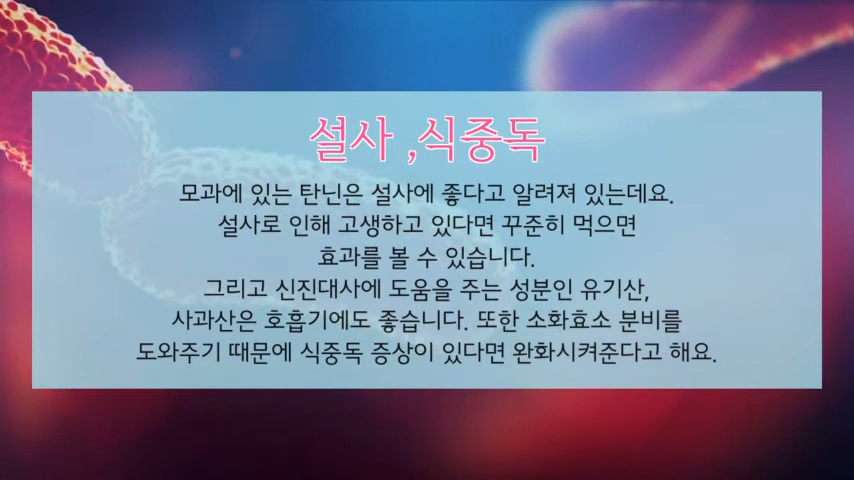 설사 ,식중독
모과에 있는 탄닌은 설사에 좋다고 알려져 있는데요.
설사로 인해 고생하고 있다면 꾸준히 먹으면
효과를 볼 수 있습니다.
그리고 신진대사에 도움을 주는 성분인 유기산,
사과산은 호흡기에도 좋습니다. 또한 소화효소 분비를
도와주기 때문에 식중독 증상이 있다면 완화시켜준다고 해요.